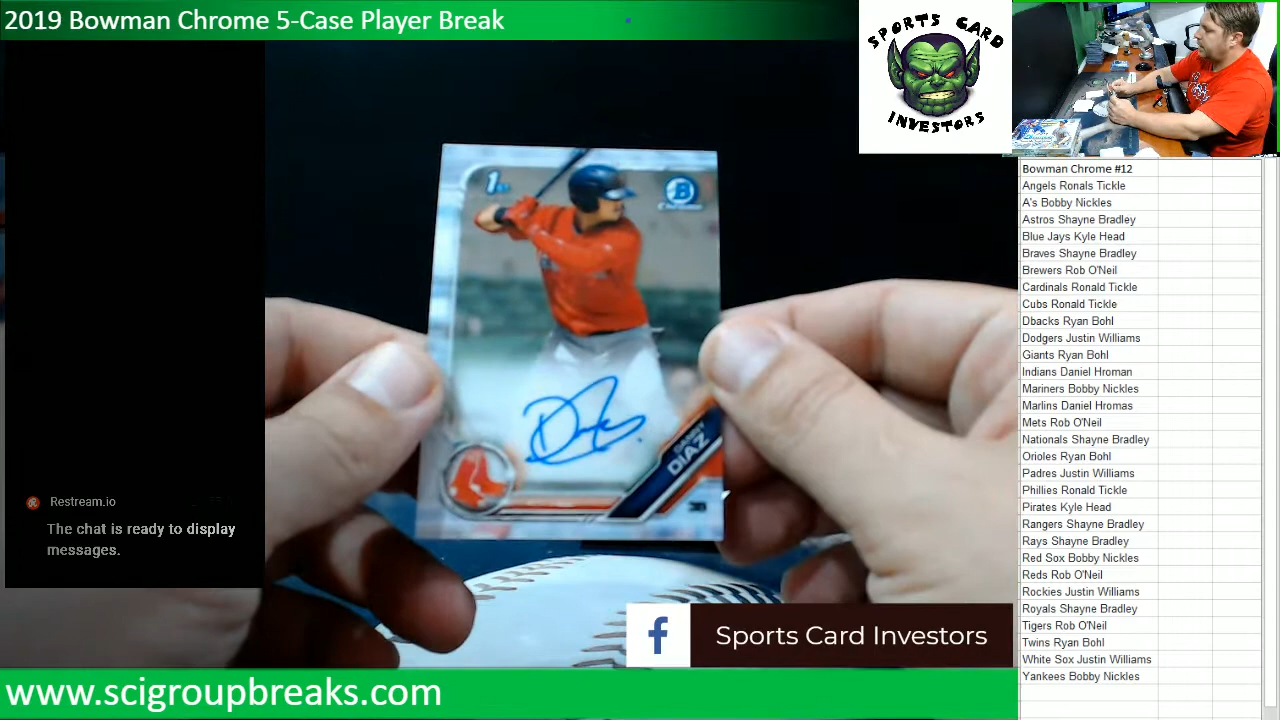 2019 Bowman Chrome 5-Case Player Break
SPORTS CARD
INVESTORS
1st
B
DANNY
DIAZ
3B
Restream.io
The chat is ready to display
messages.
Sports Card Investors
www.scigroupbreaks.com
Bowman Chrome #12
Angels Ronals Tickle
A's Bobby Nickles
Astros Shayne Bradley
Blue Jays Kyle Head
Braves Shayne Bradley
Brewers Rob O'Neil
Cardinals Ronald Tickle
Cubs Ronald Tickle
Dbacks Ryan Bohl
Dodgers Justin Williams
Giants Ryan Bohl
Indians Daniel Hroman
Mariners Bobby Nickles
Marlins Daniel Hromas
Mets Rob O'Neil
Nationals Shayne Bradley
Orioles Ryan Bohl
Padres Justin Williams
Phillies Ronald Tickle
Pirates Kyle Head
Rangers Shayne Bradley
Rays Shayne Bradley
Red Sox Bobby Nickles
Reds Rob O'Neil
Rockies Justin Williams
Royals Shayne Bradley
Tigers Rob O'Neil
Twins Ryan Bohl
White Sox Justin Williams
Yankees Bobby Nickles